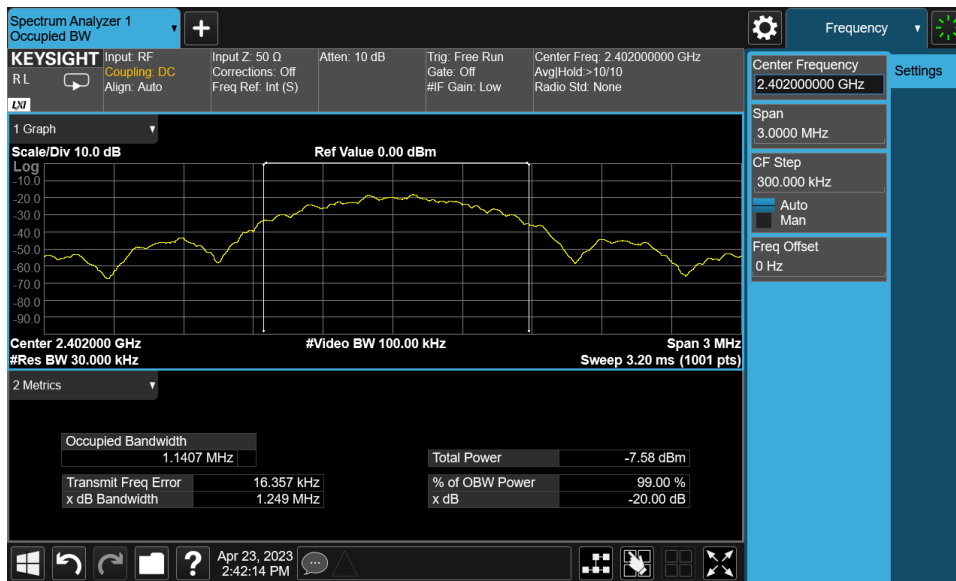 Spectrum Analyzer 1
Occupied BW
Frequency
KEYSIGHT
R L
LXI
Input: RF
Coupling: DC
Align: Auto
Input Z: 50 Ω
Corrections: Off
Freq Ref: Int (S)
Atten: 10 dB
Trig: Free Run
Gate: Off
#IF Gain: Low
Center Freq: 2.402000000 GHz
Avg|Hold:>10/10
Radio Std: None
Center Frequency
2.402000000 GHz
Settings
Span
3.0000 MHz
CF Step
300.000 kHz
Auto
Man
Freq Offset
0 Hz
1 Graph
Scale/Div 10.0 dB
Ref Value 0.00 dBm
Log
-10.0
-20.0
-30.0
-40.0
-50.0
-60.0
-70.0
-80.0
-90.0
Center 2.402000 GHz
#Video BW 100.00 kHz
Span 3 MHz
#Res BW 30.000 kHz
Sweep 3.20 ms (1001 pts)
2 Metrics
Occupied Bandwidth
1.1407 MHz
Total Power -7.58 dBm
Transmit Freq Error 16.357 kHz
% of OBW Power 99.00 %
x dB Bandwidth 1.249 MHz
x dB -20.00 dB
?
Apr 23, 2023
2:42:14 PM